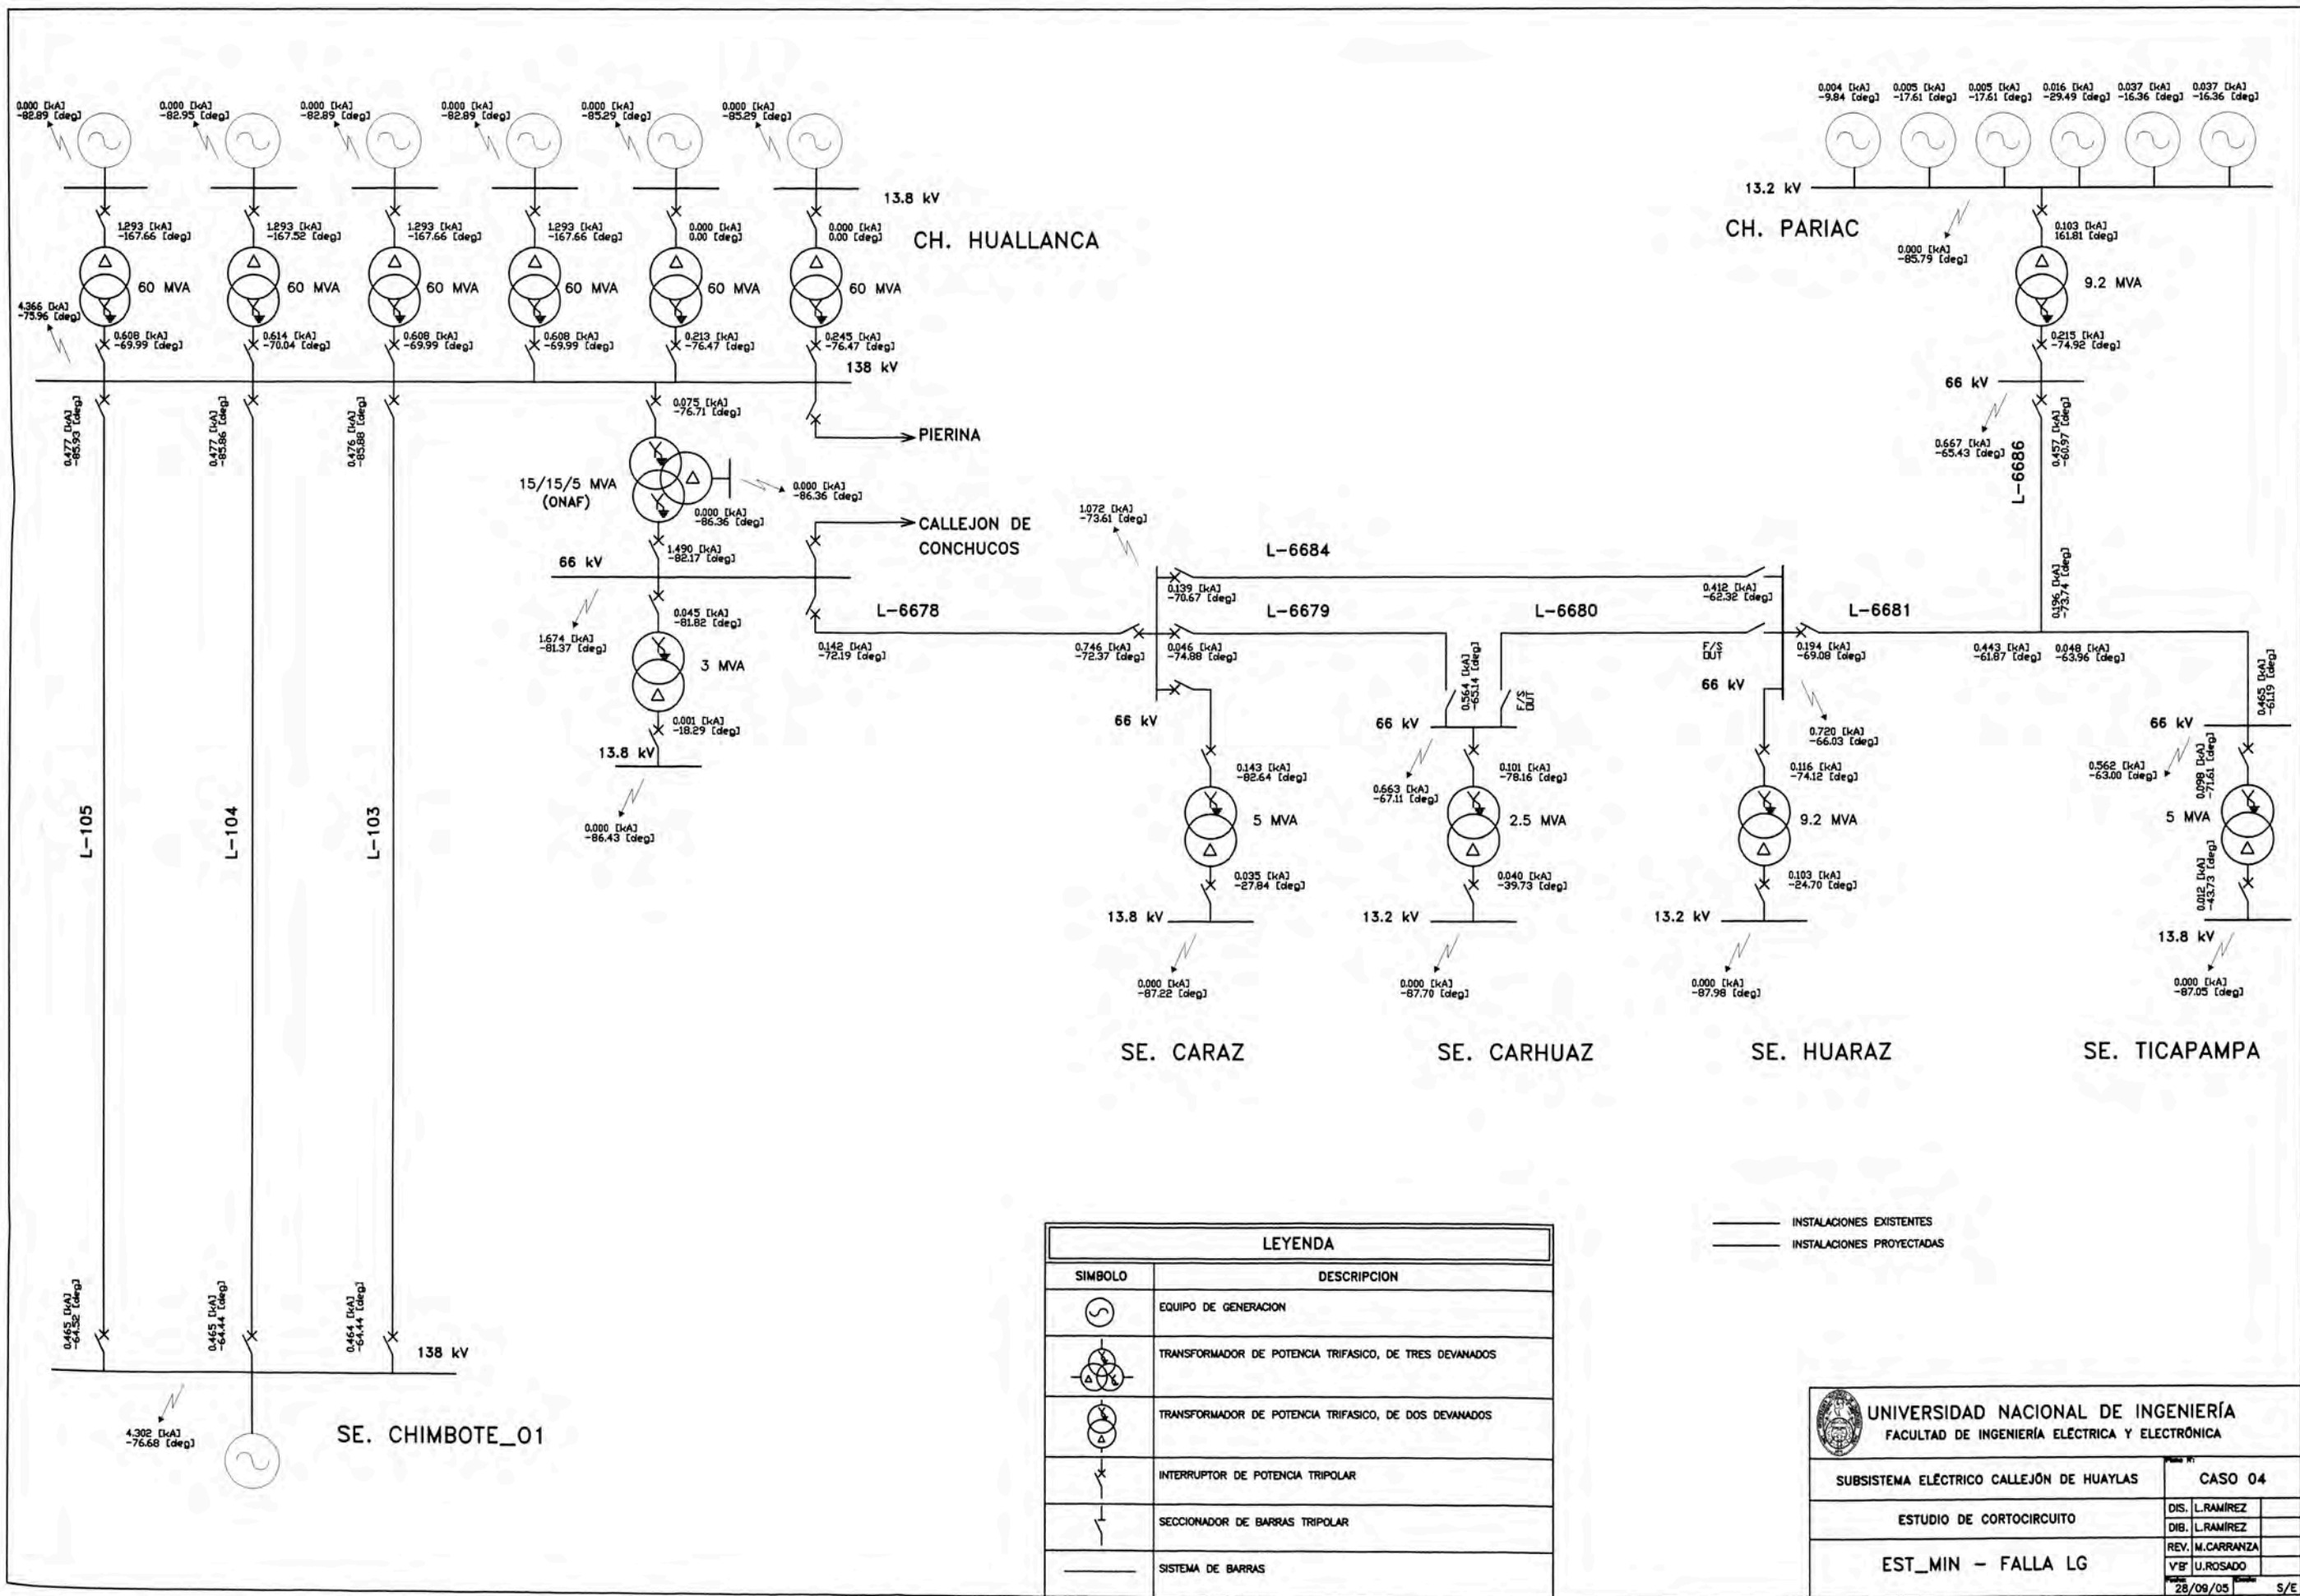 0.000 [kA]
-82.89 [deg]
0.000 [kA]
-82.95 [deg]
0.000 [kA]
-82.89 [deg]
0.000 [kA]
-82.89 [deg]
0.000 [kA]
-85.29 [deg]
0.000 [kA]
-85.29 [deg]
13.8 kV
CH. HUALLANCA
1.293 [kA]
-167.66 [deg]
1.293 [kA]
-167.52 [deg]
1.293 [kA]
-167.66 [deg]
1.293 [kA]
-167.66 [deg]
0.000 [kA]
0.00 [deg]
0.000 [kA]
0.00 [deg]
60 MVA
60 MVA
60 MVA
60 MVA
60 MVA
60 MVA
4.366 [kA]
-75.96 [deg]
0.608 [kA]
-69.99 [deg]
0.614 [kA]
-70.04 [deg]
0.608 [kA]
-69.99 [deg]
0.608 [kA]
-69.99 [deg]
0.213 [kA]
-76.47 [deg]
0.245 [kA]
-76.47 [deg]
138 kV
0.477 [kA]
-85.93 [deg]
0.477 [kA]
-85.86 [deg]
0.476 [kA]
-85.88 [deg]
0.075 [kA]
-76.71 [deg]
PIERINA
15/15/5 MVA
(ONAF)
0.000 [kA]
-86.36 [deg]
0.000 [kA]
-86.36 [deg]
CALLEJON DE
CONCHUCOS
1.490 [kA]
-82.17 [deg]
66 kV
0.045 [kA]
-81.82 [deg]
1.674 [kA]
-81.37 [deg]
3 MVA
0.001 [kA]
-18.29 [deg]
13.8 kV
0.000 [kA]
-86.43 [deg]
L-6678
0.142 [kA]
-72.19 [deg]
0.746 [kA]
-72.37 [deg]
L-105
L-104
L-103
0.465 [kA]
-64.52 [deg]
0.465 [kA]
-64.44 [deg]
0.464 [kA]
-64.44 [deg]
138 kV
4.302 [kA]
-76.68 [deg]
SE. CHIMBOTE_01
0.004 [kA]
-9.84 [deg]
0.005 [kA]
-17.61 [deg]
0.005 [kA]
-17.61 [deg]
0.016 [kA]
-29.49 [deg]
0.037 [kA]
-16.36 [deg]
0.037 [kA]
-16.36 [deg]
13.2 kV
CH. PARIAC
0.000 [kA]
-85.79 [deg]
0.103 [kA]
161.81 [deg]
9.2 MVA
0.215 [kA]
-74.92 [deg]
66 kV
0.667 [kA]
-65.43 [deg]
0.457 [kA]
-60.97 [deg]
L-6686
0.196 [kA]
-73.74 [deg]
1.072 [kA]
-73.61 [deg]
L-6684
0.139 [kA]
-70.67 [deg]
0.412 [kA]
-62.32 [deg]
L-6679
L-6680
L-6681
0.046 [kA]
-74.88 [deg]
0.564 [kA]
-65.14 [deg]
F/S
OUT
F/S
OUT
0.194 [kA]
-69.08 [deg]
0.443 [kA]
-61.87 [deg]
0.048 [kA]
-63.96 [deg]
0.465 [kA]
-61.19 [deg]
66 kV
66 kV
66 kV
66 kV
0.720 [kA]
-66.03 [deg]
0.143 [kA]
-82.64 [deg]
0.663 [kA]
-67.11 [deg]
0.101 [kA]
-78.16 [deg]
0.116 [kA]
-74.12 [deg]
0.562 [kA]
-63.00 [deg]
0.098 [kA]
-71.61 [deg]
5 MVA
2.5 MVA
9.2 MVA
5 MVA
0.035 [kA]
-27.84 [deg]
0.040 [kA]
-39.73 [deg]
0.103 [kA]
-24.70 [deg]
0.012 [kA]
-43.73 [deg]
13.8 kV
13.2 kV
13.2 kV
13.8 kV
0.000 [kA]
-87.22 [deg]
0.000 [kA]
-87.70 [deg]
0.000 [kA]
-87.98 [deg]
0.000 [kA]
-87.05 [deg]
SE. CARAZ
SE. CARHUAZ
SE. HUARAZ
SE. TICAPAMPA
INSTALACIONES EXISTENTES
INSTALACIONES PROYECTADAS
LEYENDA
SIMBOLO
DESCRIPCION
EQUIPO DE GENERACION
TRANSFORMADOR DE POTENCIA TRIFASICO, DE TRES DEVANADOS
TRANSFORMADOR DE POTENCIA TRIFASICO, DE DOS DEVANADOS
INTERRUPTOR DE POTENCIA TRIPOLAR
SECCIONADOR DE BARRAS TRIPOLAR
SISTEMA DE BARRAS
UNIVERSIDAD NACIONAL DE INGENIERÍA
FACULTAD DE INGENIERÍA ELÉCTRICA Y ELECTRÓNICA
SUBSISTEMA ELÉCTRICO CALLEJÓN DE HUAYLAS
CASO 04
ESTUDIO DE CORTOCIRCUITO
DIS. L.RAMÍREZ
DIB. L.RAMÍREZ
REV. M.CARRANZA
EST_MIN - FALLA LG
V°B° U.ROSADO
28/09/05
S/E